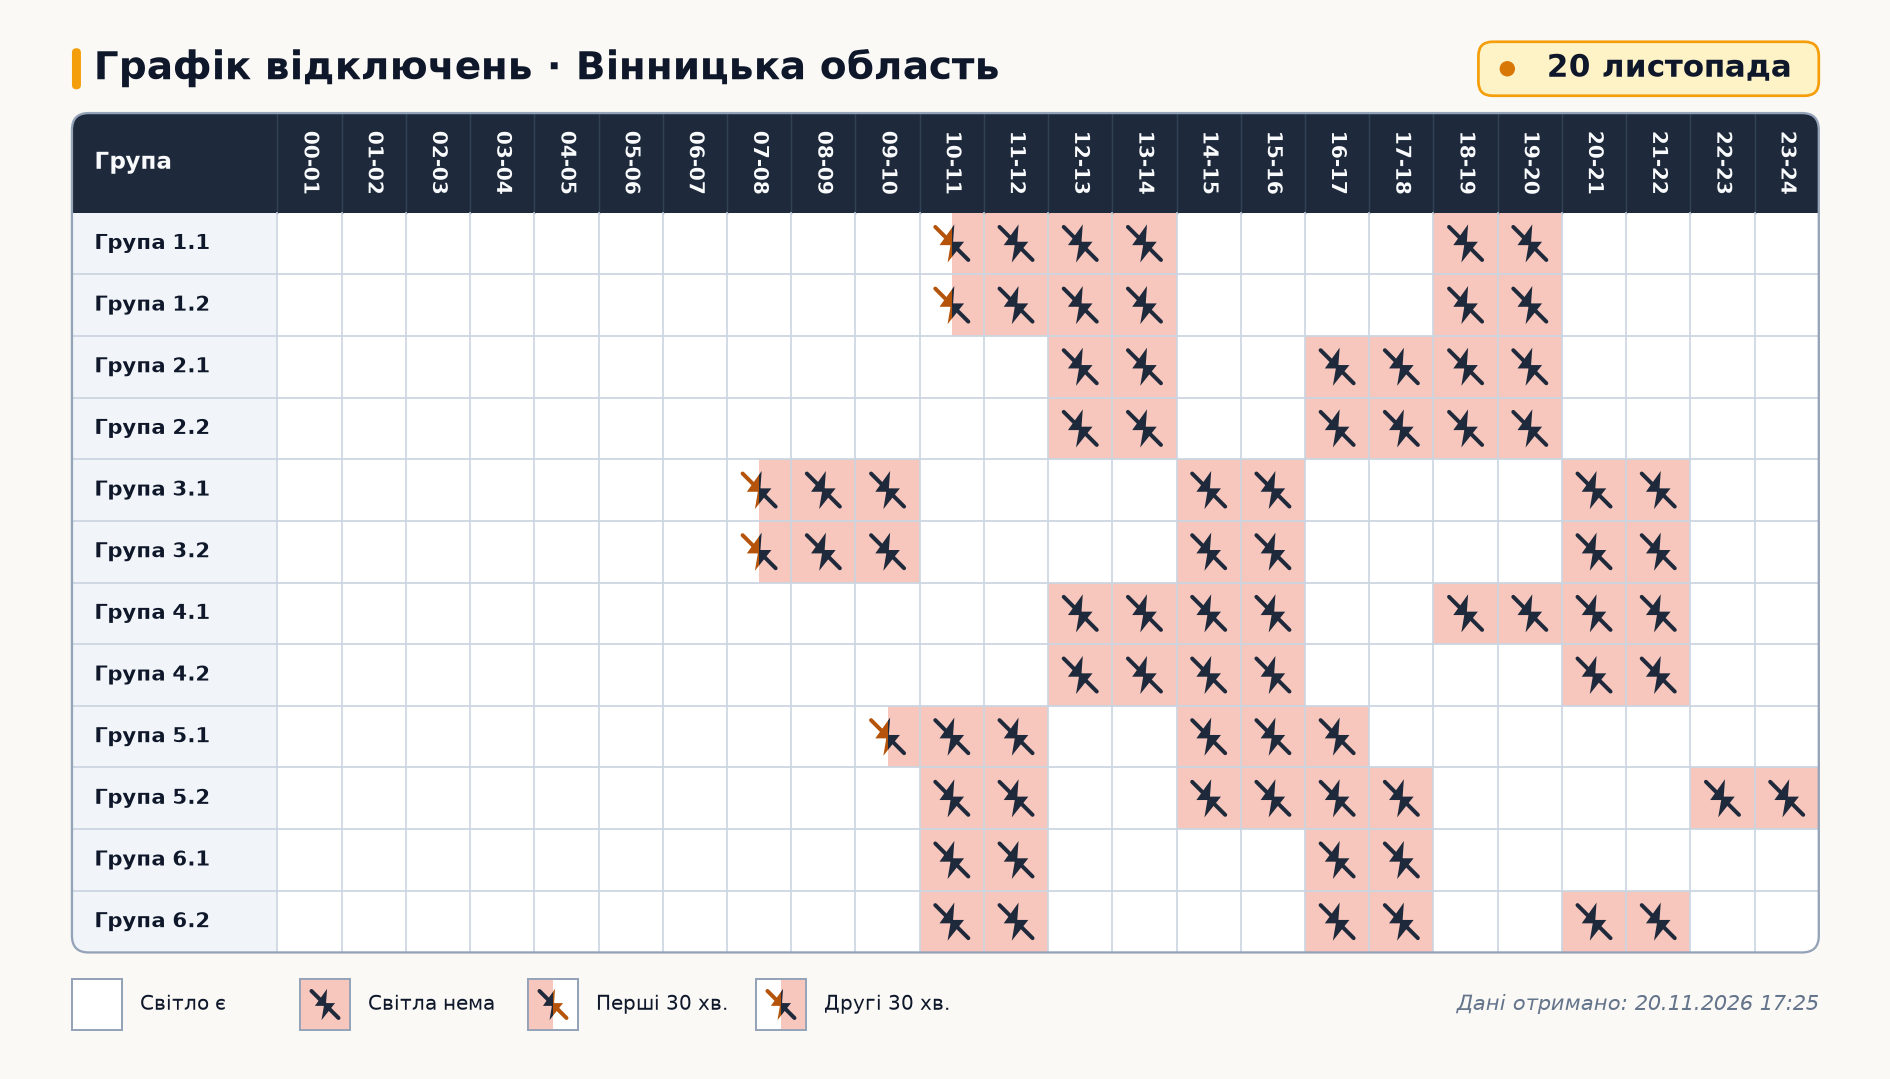 Графік відключень · Вінницька область
20 листопада
Група 00-01 01-02 02-03 03-04 04-05 05-06 06-07 07-08 08-09 09-10 10-11 11-12 12-13 13-14 14-15 15-16 16-17 17-18 18-19 19-20 20-21 21-22 22-23 23-24
Група 1.1
Група 1.2
Група 2.1
Група 2.2
Група 3.1
Група 3.2
Група 4.1
Група 4.2
Група 5.1
Група 5.2
Група 6.1
Група 6.2
Світло є Світла нема Перші 30 хв. Другі 30 хв.
Дані отримано: 20.11.2026 17:25